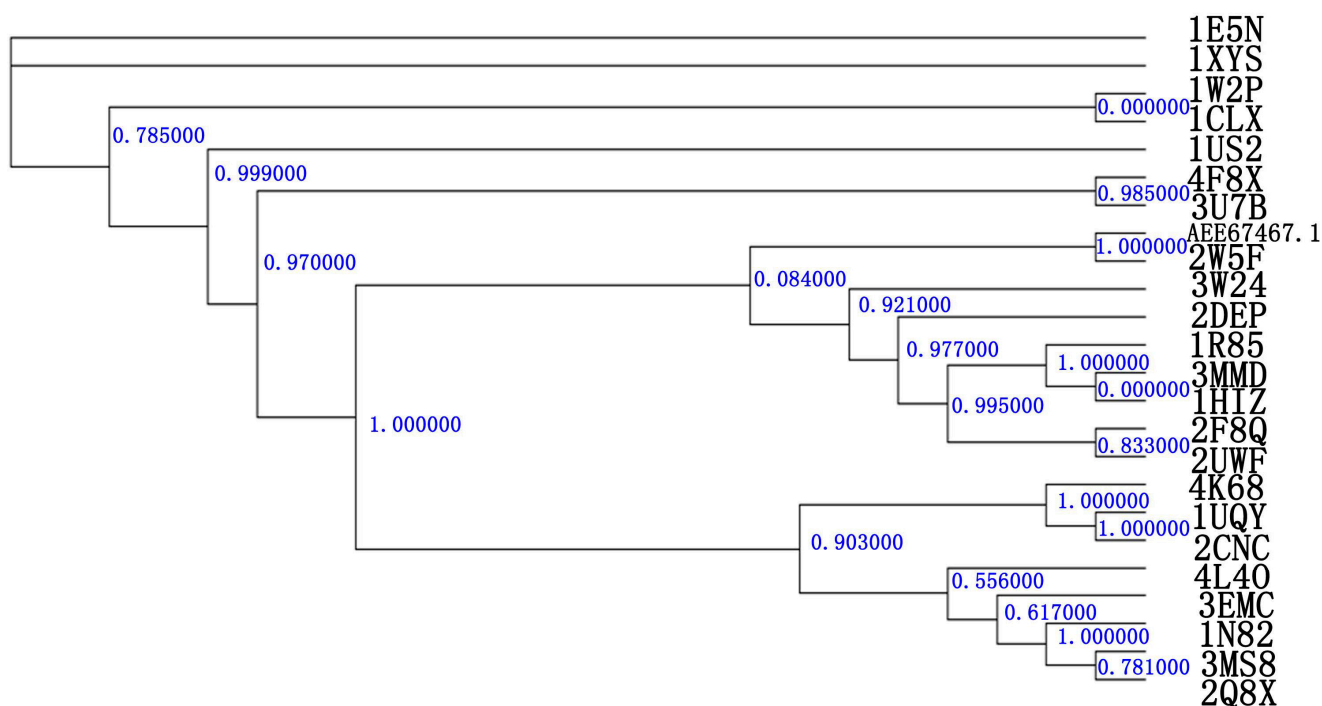 1E5N
1XYS
1W2P
0.000000
1CLX
0.785000
1US2
0.999000
4F8X
0.985000
3U7B
AEE67467.1
1.000000
2W5F
0.970000
0.084000
3W24
0.921000
2DEP
1R85
0.977000
1.000000
3MMD
0.000000
1HIZ
0.995000
1.000000
2F8Q
0.833000
2UWF
4K68
1.000000
1UQY
1.000000
0.903000
2CNC
4L4O
0.556000
3EMC
0.617000
1N82
1.000000
3MS8
0.781000
2Q8X